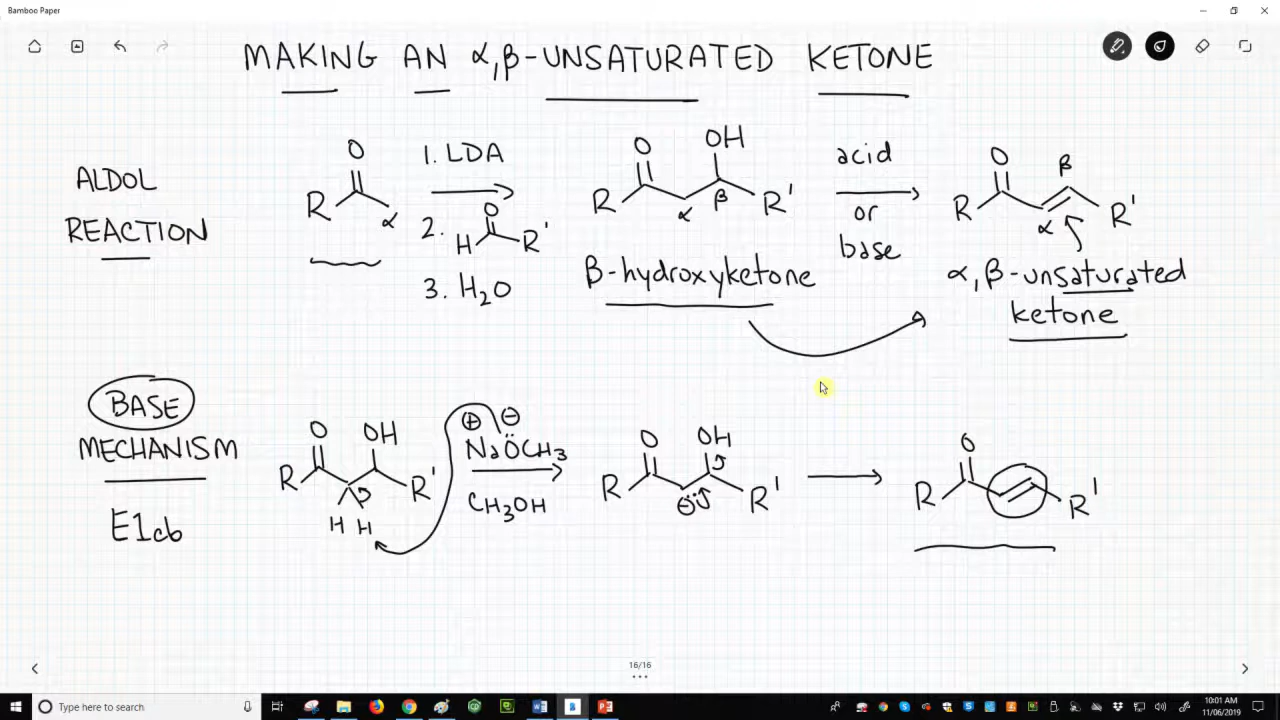 Bamboo Paper
MAKING AN α,β-UNSATURATED KETONE
ALDOL
REACTION
O
R
α
1. LDA
2. H O R'
3. H2O
O OH
R α β R'
β-hydroxyketone
acid
or
base
O β
R α R'
α,β-unsaturated
ketone
BASE
MECHANISM
E1cb
O OH
R R'
H H
⊕ ⊖
NaÖCH3
CH3OH
O OH
R ⊖ R'
O
R R'
16/16
Type here to search
10:01 AM
11/06/2019